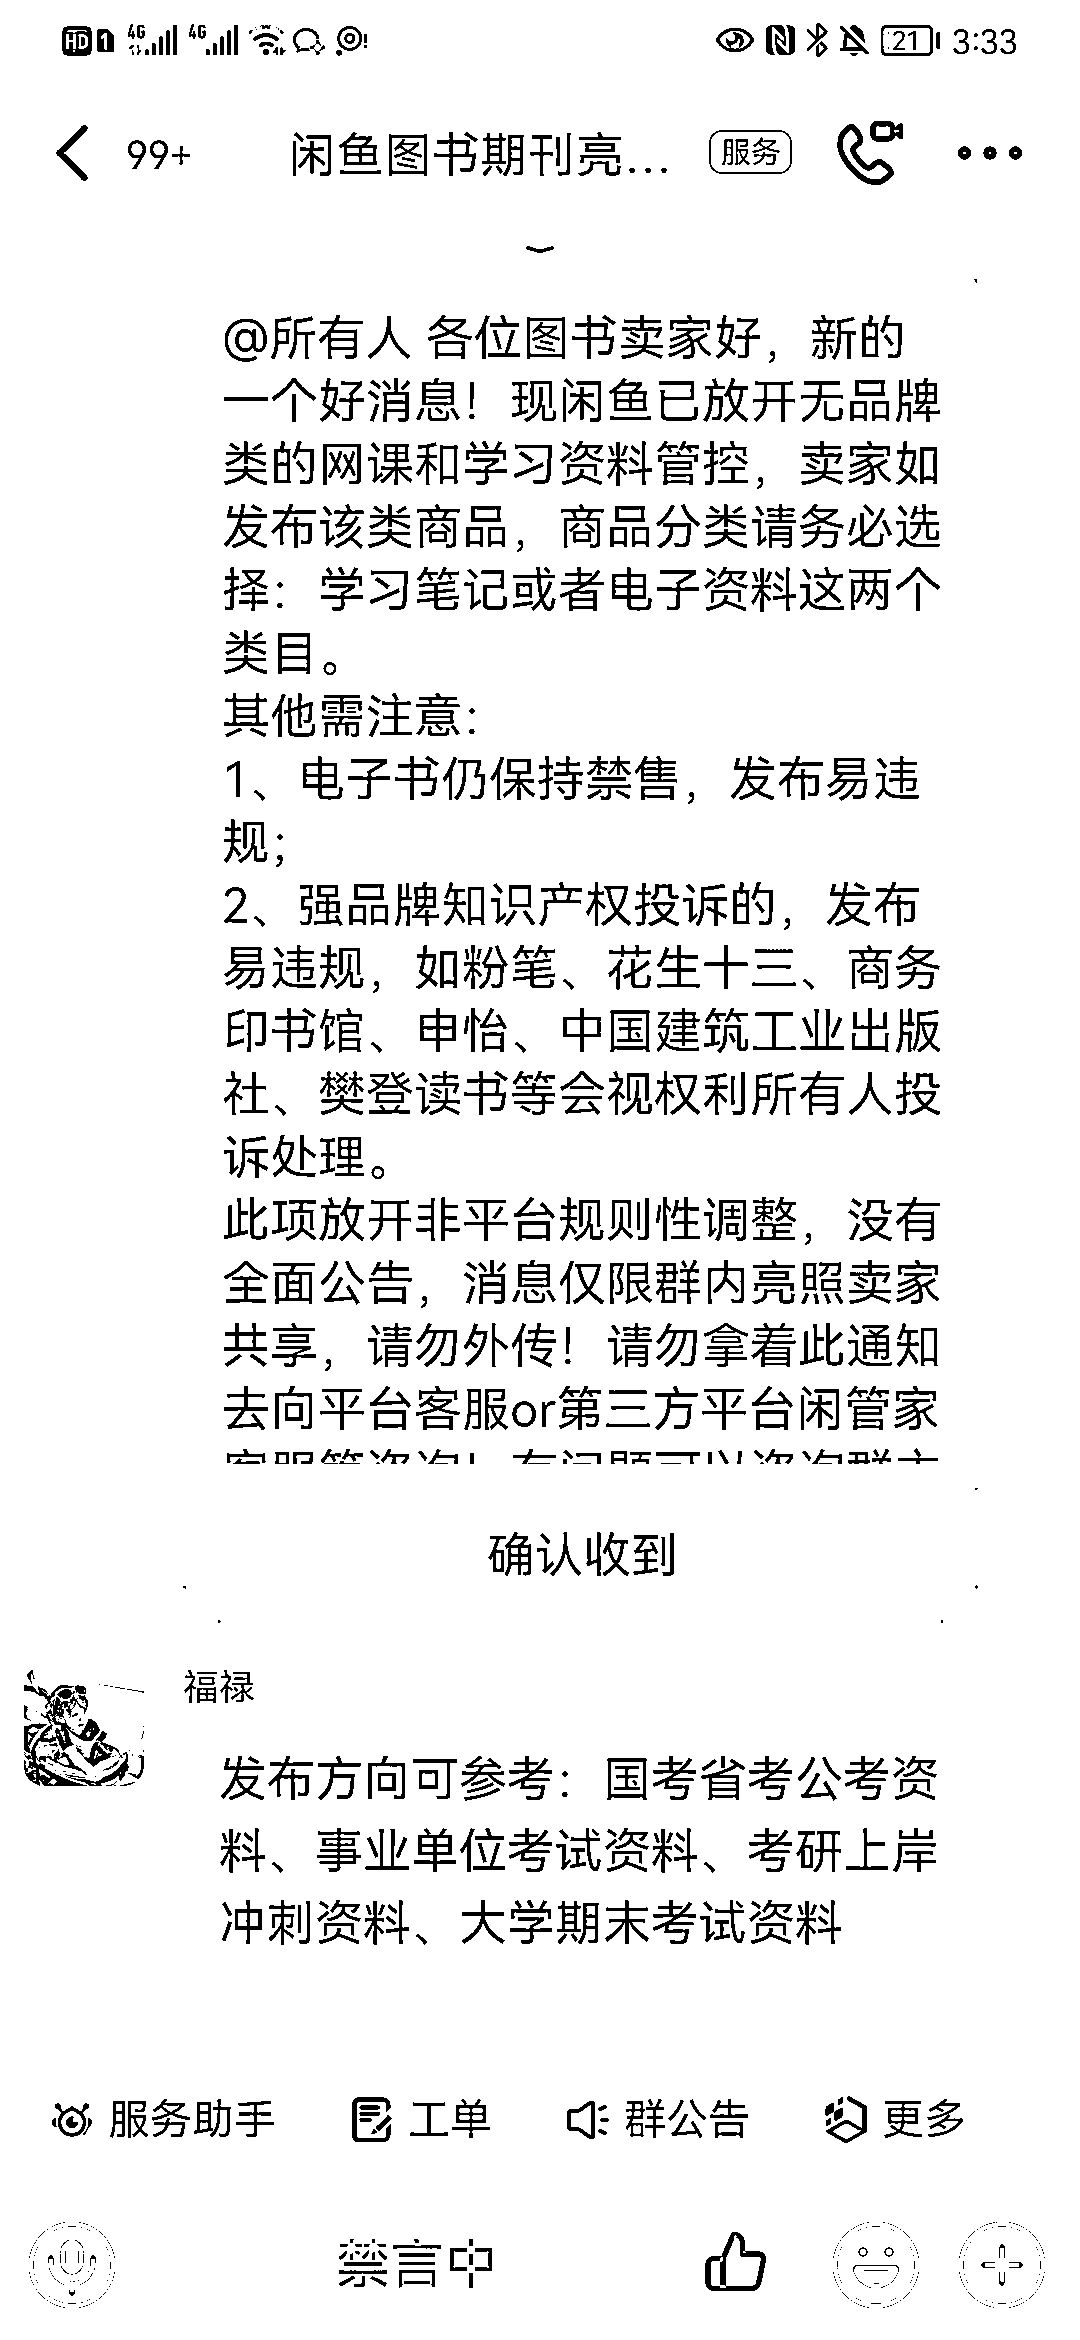 HD 1 4G 4G 21 3:33
99+ 闲鱼图书期刊亮... 服务
@所有人 各位图书卖家好，新的
一个好消息！现闲鱼已放开无品牌
类的网课和学习资料管控，卖家如
发布该类商品，商品分类请务必选
择：学习笔记或者电子资料这两个
类目。
其他需注意：
1、电子书仍保持禁售，发布易违
规；
2、强品牌知识产权投诉的，发布
易违规，如粉笔、花生十三、商务
印书馆、申怡、中国建筑工业出版
社、樊登读书等会视权利所有人投
诉处理。
此项放开非平台规则性调整，没有
全面公告，消息仅限群内亮照卖家
共享，请勿外传！请勿拿着此通知
去向平台客服or第三方平台闲管家
客服等咨询！有问题可以咨询群主
确认收到
福禄
发布方向可参考：国考省考公考资
料、事业单位考试资料、考研上岸
冲刺资料、大学期末考试资料
服务助手 工单 群公告 更多
禁言中